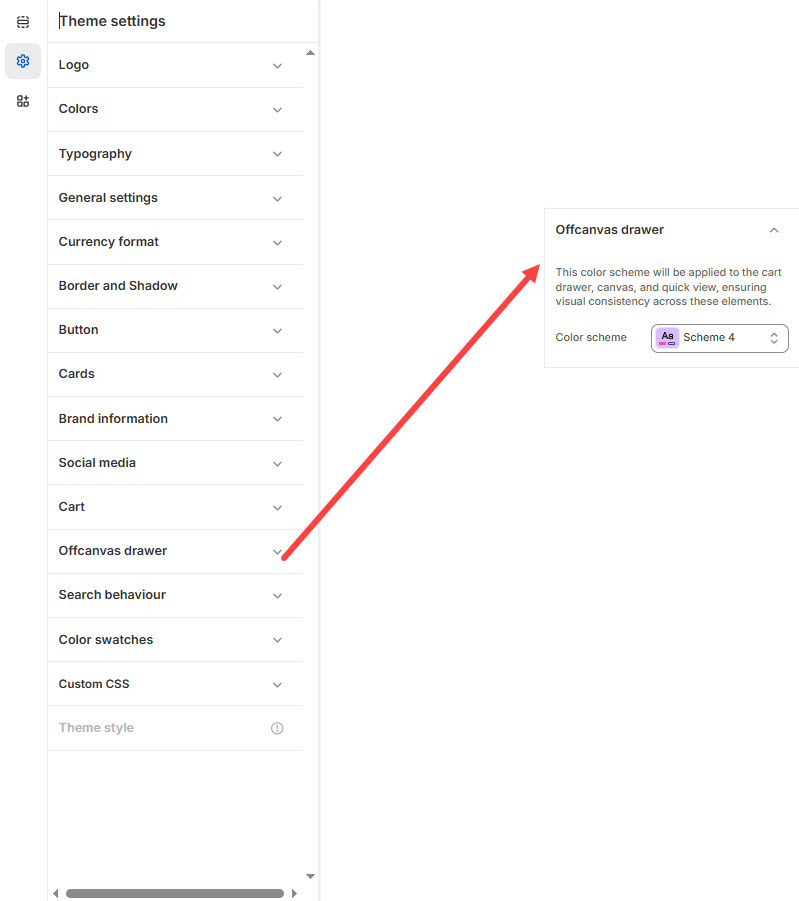 Theme settings
Logo
Colors
Typography
General settings
Currency format
Border and Shadow
Button
Cards
Brand information
Social media
Cart
Offcanvas drawer
Search behaviour
Color swatches
Custom CSS
Theme style
Offcanvas drawer
This color scheme will be applied to the cart
drawer, canvas, and quick view, ensuring
visual consistency across these elements.
Color scheme
Aa
Scheme 4